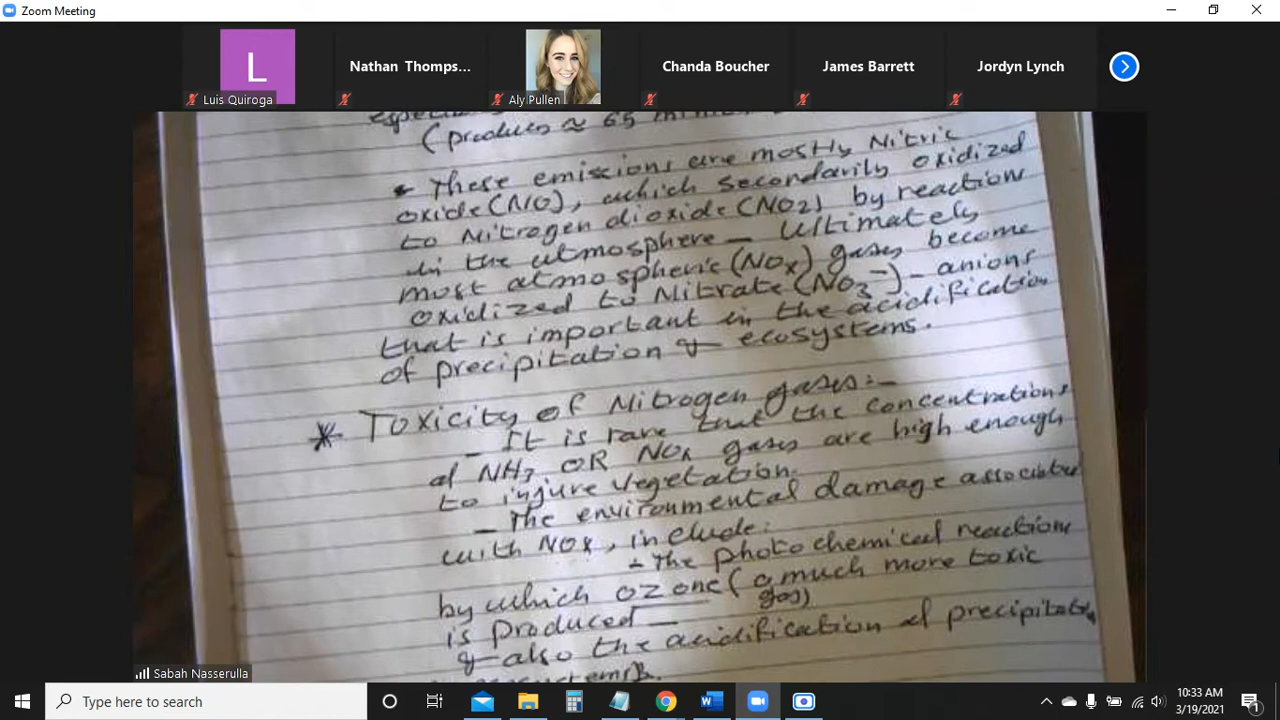 Zoom Meeting
L
Luis Quiroga
Nathan Thomps...
Aly Pullen
Chanda Boucher
James Barrett
Jordyn Lynch
(produces ≈ 65
* These emissions are mostly Nitric
oxide (NO), which secondarily oxidized
to Nitrogen dioxide (NO2) by reactions
in the atmosphere — Ultimately
most atmospheric (NOx) gases become
oxidized to Nitrate (NO3-) - anions
that is important in the acidification
of precipitation & ecosystems.
* Toxicity of Nitrogen gases:-
- It is rare that the concentrations
of NH3 OR NOx gases are high enough
to injure vegetation.
- The environmental damage associated
with NOx, include:
- The photochemical reactions
by which ozone (a much more toxic
gas)
is produced —
& also the acidification of precipitation
Sabah Nasserulla
Type here to search
10:33 AM
3/19/2021
1